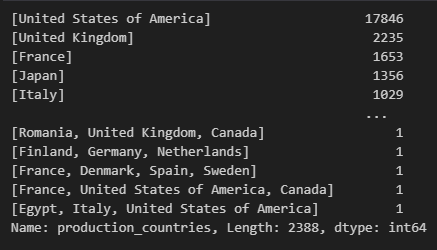 [United States of America] 17846
[United Kingdom] 2235
[France] 1653
[Japan] 1356
[Italy] 1029
...
[Romania, United Kingdom, Canada] 1
[Finland, Germany, Netherlands] 1
[France, Denmark, Spain, Sweden] 1
[France, United States of America, Canada] 1
[Egypt, Italy, United States of America] 1
Name: production_countries, Length: 2388, dtype: int64